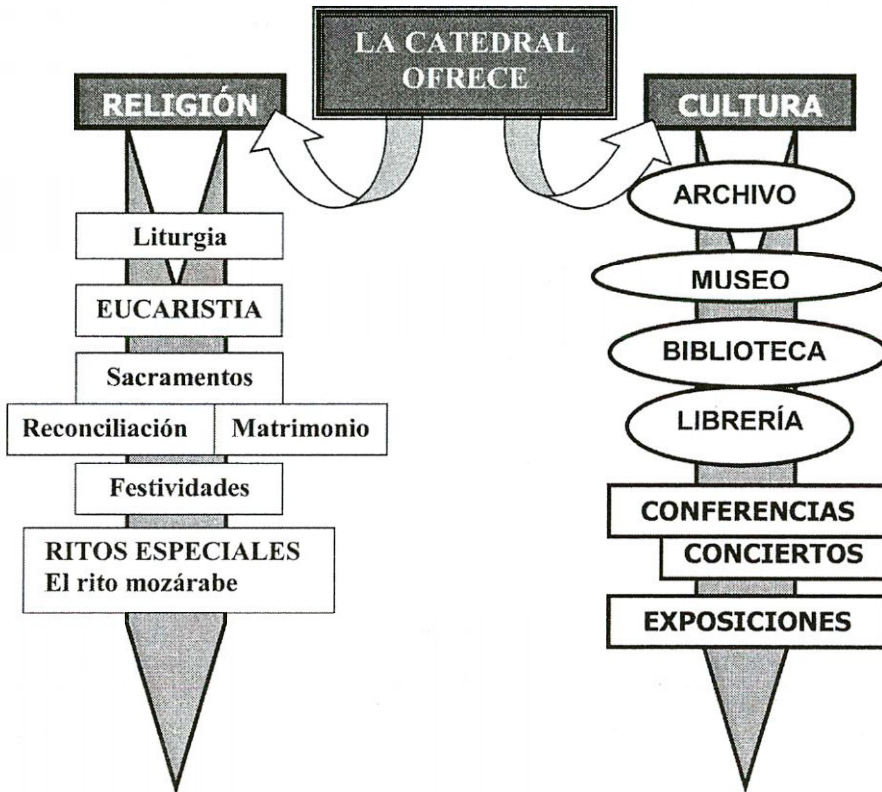 LA CATEDRAL
OFRECE
RELIGIÓN
Liturgia
EUCARISTIA
Sacramentos
Reconciliación
Matrimonio
Festividades
RITOS ESPECIALES
El rito mozárabe
CULTURA
ARCHIVO
MUSEO
BIBLIOTECA
LIBRERÍA
CONFERENCIAS
CONCIERTOS
EXPOSICIONES